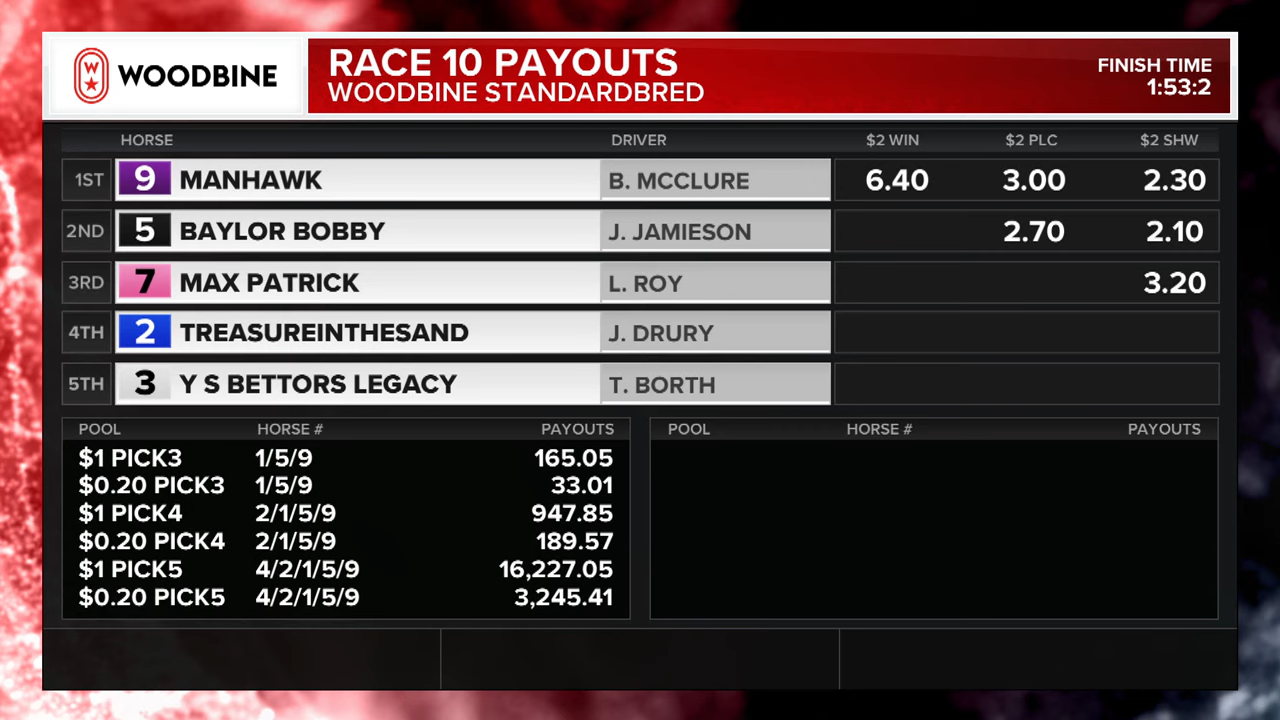 WOODBINE
RACE 10 PAYOUTS
WOODBINE STANDARDBRED
FINISH TIME
1:53:2
HORSE DRIVER $2 WIN $2 PLC $2 SHW
1ST 9 MANHAWK B. MCCLURE 6.40 3.00 2.30
2ND 5 BAYLOR BOBBY J. JAMIESON 2.70 2.10
3RD 7 MAX PATRICK L. ROY 3.20
4TH 2 TREASUREINTHESAND J. DRURY
5TH 3 Y S BETTORS LEGACY T. BORTH
POOL HORSE # PAYOUTS
$1 PICK3 1/5/9 165.05
$0.20 PICK3 1/5/9 33.01
$1 PICK4 2/1/5/9 947.85
$0.20 PICK4 2/1/5/9 189.57
$1 PICK5 4/2/1/5/9 16,227.05
$0.20 PICK5 4/2/1/5/9 3,245.41
POOL HORSE # PAYOUTS